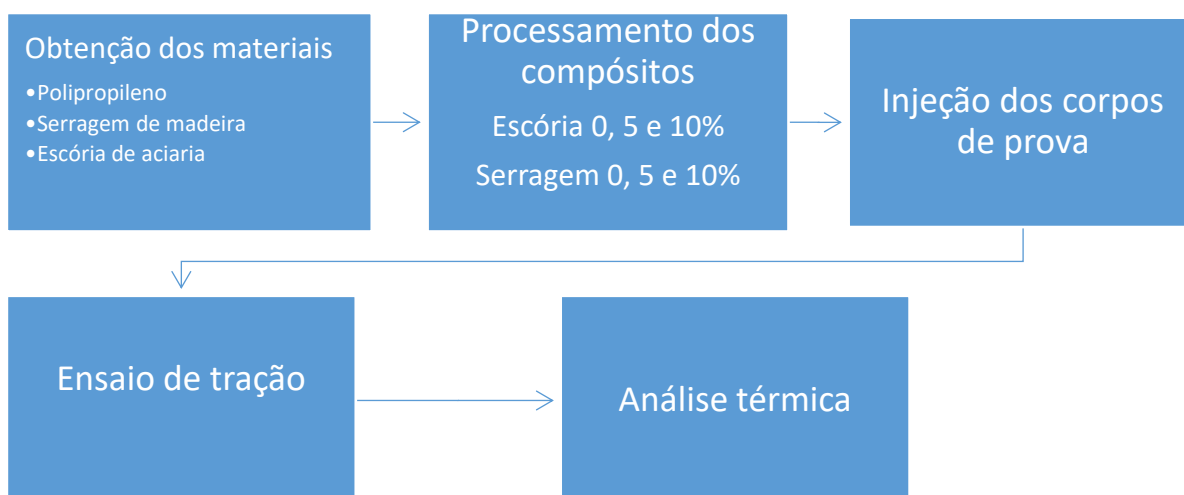 Obtenção dos materiais
•Polipropileno
•Serragem de madeira
•Escória de aciaria
Processamento dos
compósitos
Escória 0, 5 e 10%
Serragem 0, 5 e 10%
Injeção dos corpos
de prova
Ensaio de tração
Análise térmica